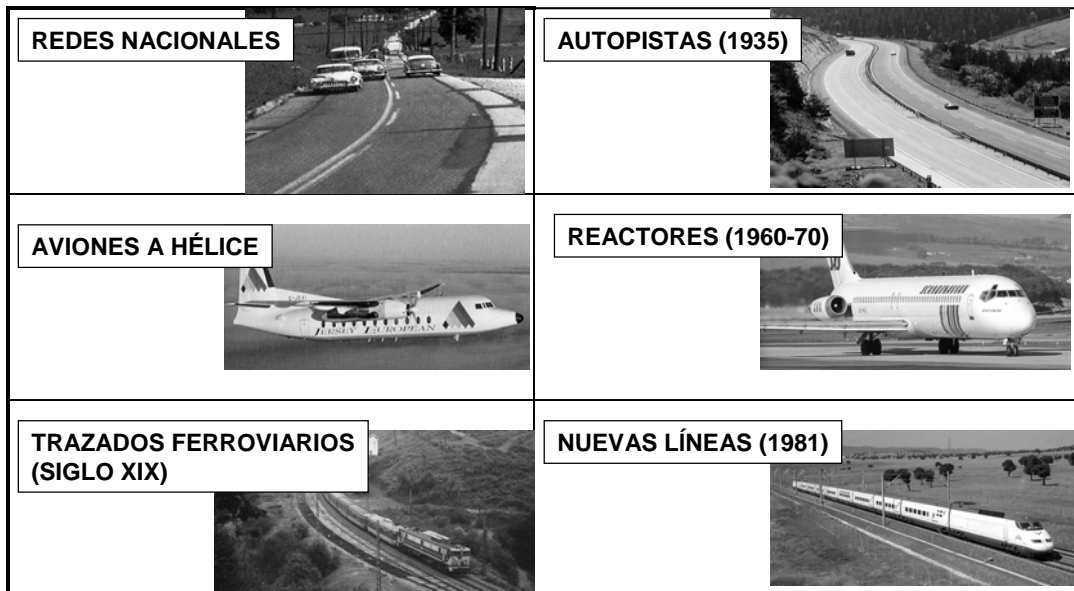 REDES NACIONALES
AUTOPISTAS (1935)
AVIONES A HÉLICE
JERSEY EUROPEAN
REACTORES (1960-70)
SCANDINAVIAN
TRAZADOS FERROVIARIOS
(SIGLO XIX)
NUEVAS LÍNEAS (1981)